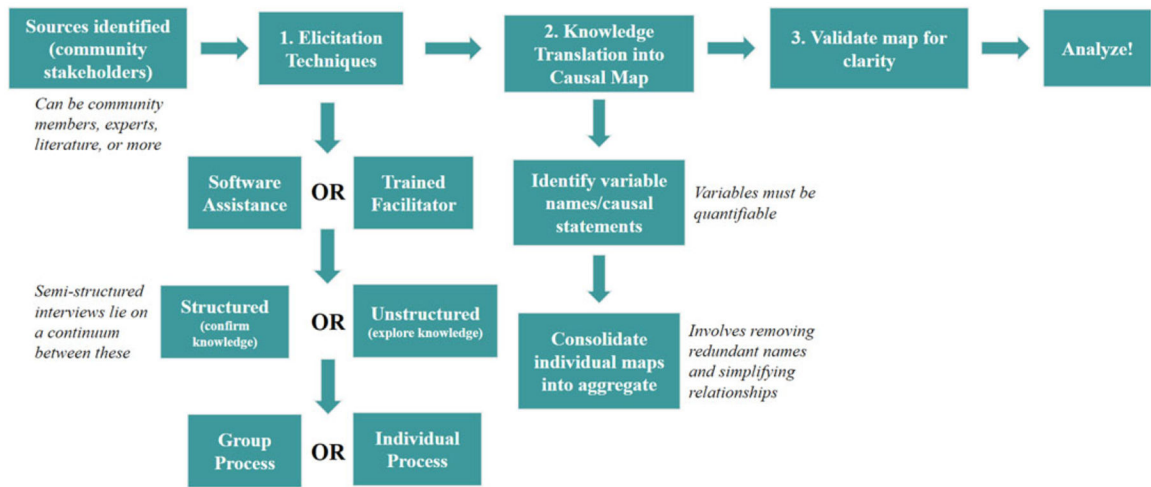 Sources identified
(community
stakeholders)
Can be community
members, experts,
literature, or more
1. Elicitation
Techniques
2. Knowledge
Translation into
Causal Map
3. Validate map for
clarity
Analyze!
Software
Assistance
OR
Trained
Facilitator
Identify variable
names/causal
statements
Variables must be
quantifiable
Semi-structured
interviews lie on
a continuum
between these
Structured
(confirm
knowledge)
OR
Unstructured
(explore knowledge)
Consolidate
individual maps
into aggregate
Involves removing
redundant names
and simplifying
relationships
Group
Process
OR
Individual
Process